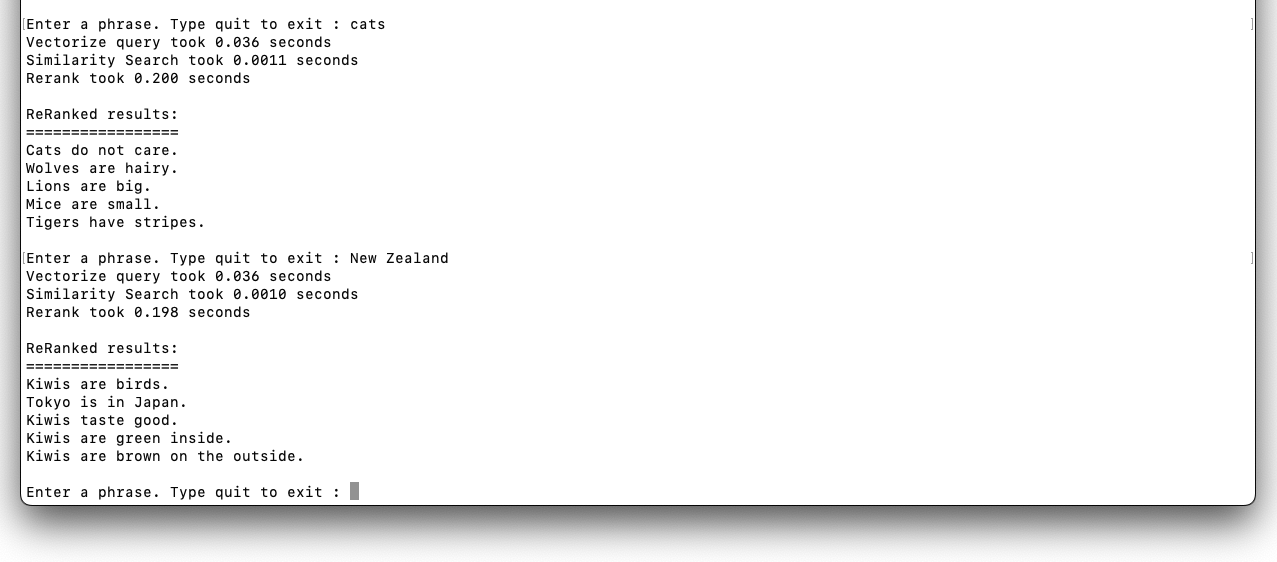 [Enter a phrase. Type quit to exit : cats ]
Vectorize query took 0.036 seconds
Similarity Search took 0.0011 seconds
Rerank took 0.200 seconds
ReRanked results:
=================
Cats do not care.
Wolves are hairy.
Lions are big.
Mice are small.
Tigers have stripes.
[Enter a phrase. Type quit to exit : New Zealand ]
Vectorize query took 0.036 seconds
Similarity Search took 0.0010 seconds
Rerank took 0.198 seconds
ReRanked results:
=================
Kiwis are birds.
Tokyo is in Japan.
Kiwis taste good.
Kiwis are green inside.
Kiwis are brown on the outside.
Enter a phrase. Type quit to exit :